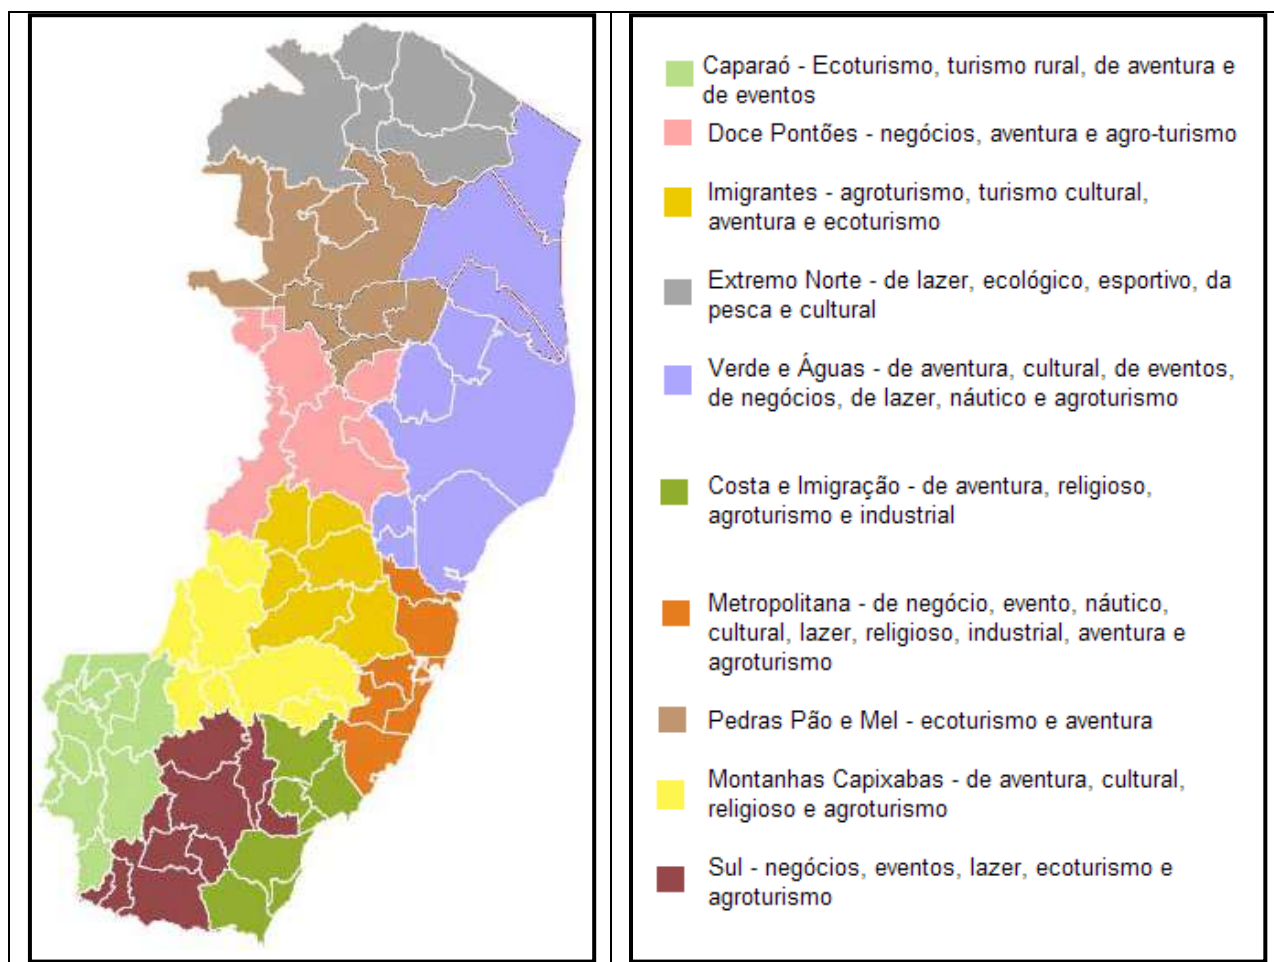 Caparaó - Ecoturismo, turismo rural, de aventura e
de eventos
Doce Pontões - negócios, aventura e agro-turismo
Imigrantes - agroturismo, turismo cultural,
aventura e ecoturismo
Extremo Norte - de lazer, ecológico, esportivo, da
pesca e cultural
Verde e Águas - de aventura, cultural, de eventos,
de negócios, de lazer, náutico e agroturismo
Costa e Imigração - de aventura, religioso,
agroturismo e industrial
Metropolitana - de negócio, evento, náutico,
cultural, lazer, religioso, industrial, aventura e
agroturismo
Pedras Pão e Mel - ecoturismo e aventura
Montanhas Capixabas - de aventura, cultural,
religioso e agroturismo
Sul - negócios, eventos, lazer, ecoturismo e
agroturismo